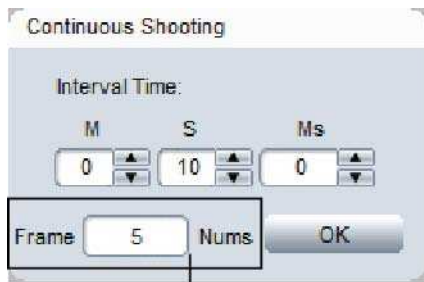 Continuous Shooting
Interval Time:
M S Ms
0 10 0
Frame 5 Nums OK